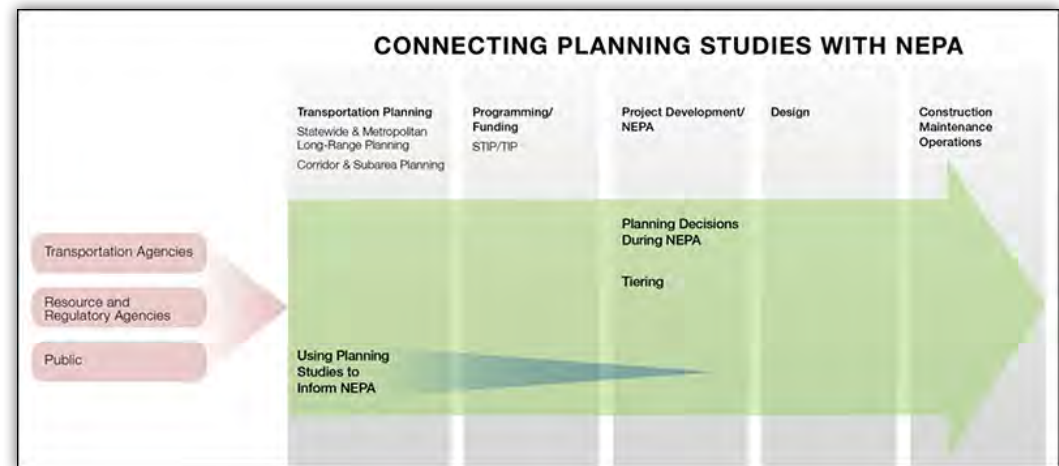 CONNECTING PLANNING STUDIES WITH NEPA
Transportation Planning
Statewide & Metropolitan
Long-Range Planning
Corridor & Subarea Planning
Programming/
Funding
STIP/TIP
Project Development/
NEPA
Design
Construction
Maintenance
Operations
Transportation Agencies
Resource and
Regulatory Agencies
Public
Planning Decisions
During NEPA
Tiering
Using Planning
Studies to
Inform NEPA